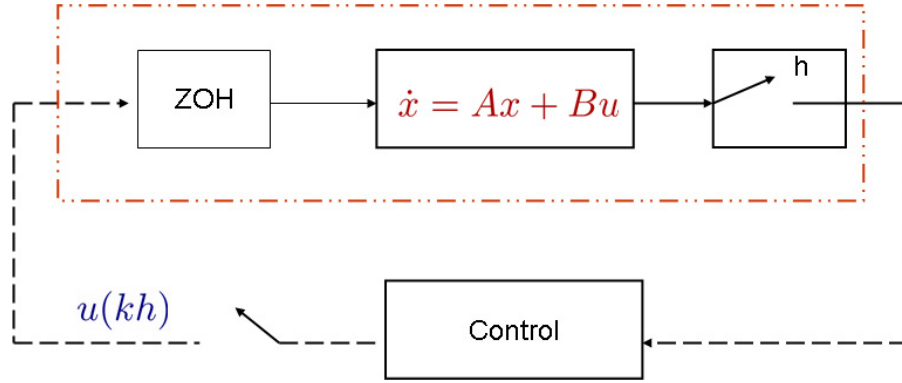 ZOH
ẋ = Ax + Bu
h
u(kh)
Control